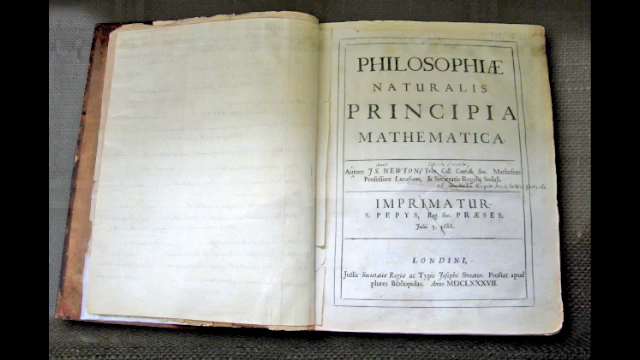 PHILOSOPHIÆ
NATURALIS
PRINCIPIA
MATHEMATICA.
Autore J S. NEWTON, Trin. Coll. Cantab. Soc. Matheseos
Professore Lucasiano, & Societatis Regalis Sodali.
IMPRIMATUR.
S. PEPYS, Reg. Soc. PRÆSES.
Julii 5. 1686.
LONDINI,
Jussu Societatis Regiæ ac Typis Josephi Streater. Prostat apud
plures Bibliopolas. Anno MDCLXXXVII.